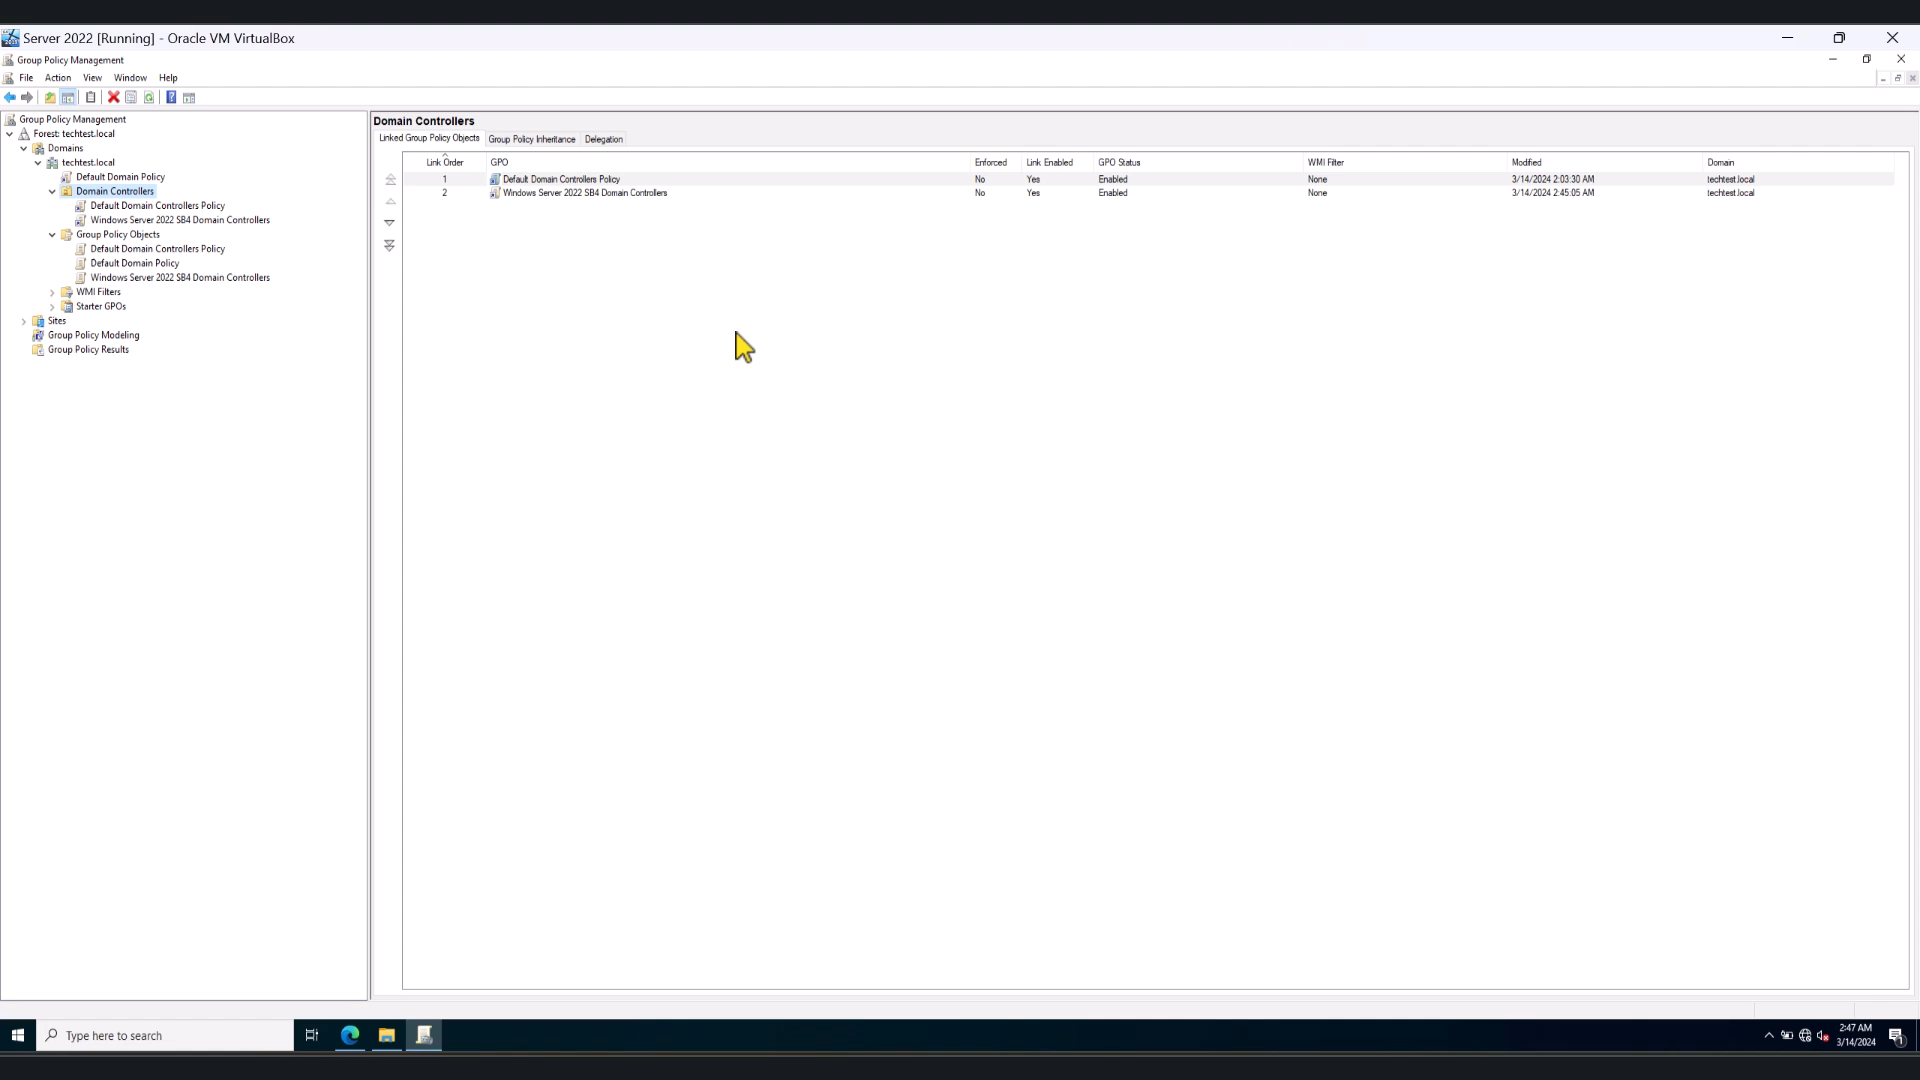 Server 2022 [Running] - Oracle VM VirtualBox
Group Policy Management
File Action View Window Help
Group Policy Management
Forest: techtest.local
Domains
techtest.local
Default Domain Policy
Domain Controllers
Default Domain Controllers Policy
Windows Server 2022 SB4 Domain Controllers
Group Policy Objects
Default Domain Controllers Policy
Default Domain Policy
Windows Server 2022 SB4 Domain Controllers
WMI Filters
Starter GPOs
Sites
Group Policy Modeling
Group Policy Results
Domain Controllers
Linked Group Policy Objects Group Policy Inheritance Delegation
Link Order GPO Enforced Link Enabled GPO Status WMI Filter Modified Domain
1 Default Domain Controllers Policy No Yes Enabled None 3/14/2024 2:03:30 AM techtest.local
2 Windows Server 2022 SB4 Domain Controllers No Yes Enabled None 3/14/2024 2:45:05 AM techtest.local
Type here to search
2:47 AM
3/14/2024
1